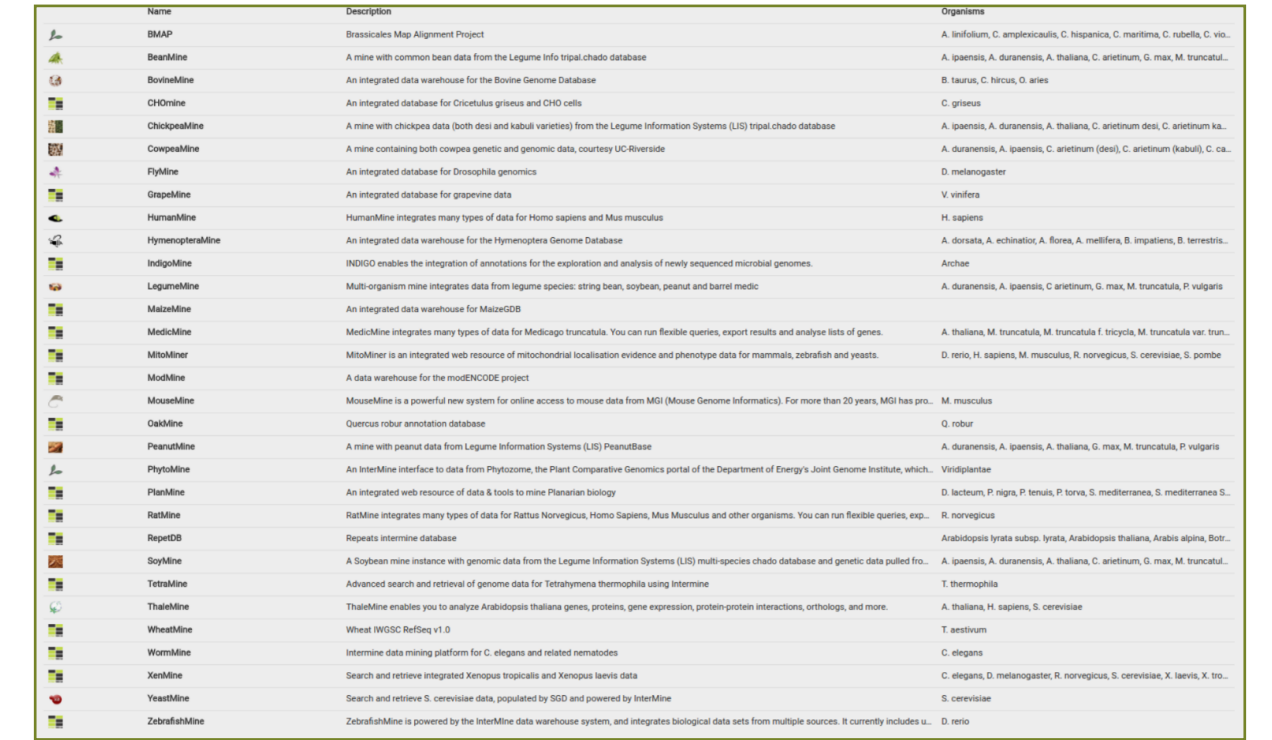 Name Description Organisms
BMAP Brassicales Map Alignment Project A. linifolium, C. amplexicaulis, C. hispanica, C. maritima, C. rubella, C. vio...
BeanMine A mine with common bean data from the Legume Info tripal.chado database A. ipaensis, A. duranensis, A. thaliana, C. arietinum, G. max, M. truncatul...
BovineMine An integrated data warehouse for the Bovine Genome Database B. taurus, C. hircus, O. aries
CHOmine An integrated database for Cricetulus griseus and CHO cells C. griseus
ChickpeaMine A mine with chickpea data (both desi and kabuli varieties) from the Legume Information Systems (LIS) tripal.chado database A. ipaensis, A. duranensis, A. thaliana, C. arietinum desi, C. arietinum ka...
CowpeaMine A mine containing both cowpea genetic and genomic data, courtesy UC-Riverside A. duranensis, A. ipaensis, C. arietinum (desi), C. arietinum (kabuli), C. ca...
FlyMine An integrated database for Drosophila genomics D. melanogaster
GrapeMine An integrated database for grapevine data V. vinifera
HumanMine HumanMine integrates many types of data for Homo sapiens and Mus musculus H. sapiens
HymenopteraMine An integrated data warehouse for the Hymenoptera Genome Database A. dorsata, A. echinatior, A. florea, A. mellifera, B. impatiens, B. terrestris...
IndigoMine INDIGO enables the integration of annotations for the exploration and analysis of newly sequenced microbial genomes. Archae
LegumeMine Multi-organism mine integrates data from legume species: string bean, soybean, peanut and barrel medic A. duranensis, A. ipaensis, C arietinum, G. max, M. truncatula, P. vulgaris
MaizeMine An integrated data warehouse for MaizeGDB
MedicMine MedicMine integrates many types of data for Medicago truncatula. You can run flexible queries, export results and analyse lists of genes. A. thaliana, M. truncatula, M. truncatula f. tricycla, M. truncatula var. trun...
MitoMiner MitoMiner is an integrated web resource of mitochondrial localisation evidence and phenotype data for mammals, zebrafish and yeasts. D. rerio, H. sapiens, M. musculus, R. norvegicus, S. cerevisiae, S. pombe
ModMine A data warehouse for the modENCODE project
MouseMine MouseMine is a powerful new system for online access to mouse data from MGI (Mouse Genome Informatics). For more than 20 years, MGI has pro... M. musculus
OakMine Quercus robur annotation database Q. robur
PeanutMine A mine with peanut data from Legume Information Systems (LIS) PeanutBase A. duranensis, A. ipaensis, A. thaliana, G. max, M. truncatula, P. vulgaris
PhytoMine An InterMine interface to data from Phytozome, the Plant Comparative Genomics portal of the Department of Energy's Joint Genome Institute, which... Viridiplantae
PlanMine An integrated web resource of data & tools to mine Planarian biology D. lacteum, P. nigra, P. tenuis, P. torva, S. mediterranea, S. mediterranea S...
RatMine RatMine integrates many types of data for Rattus Norvegicus, Homo Sapiens, Mus Musculus and other organisms. You can run flexible queries, exp... R. norvegicus
RepetDB Repeats intermine database Arabidopsis lyrata subsp. lyrata, Arabidopsis thaliana, Arabis alpina, Botr...
SoyMine A Soybean mine instance with genomic data from the Legume Information Systems (LIS) multi-species chado database and genetic data pulled fro... A. ipaensis, A. duranensis, A. thaliana, C. arietinum, G. max, M. truncatul...
TetraMine Advanced search and retrieval of genome data for Tetrahymena thermophila using Intermine T. thermophila
ThaleMine ThaleMine enables you to analyze Arabidopsis thaliana genes, proteins, gene expression, protein-protein interactions, orthologs, and more. A. thaliana, H. sapiens, S. cerevisiae
WheatMine Wheat IWGSC RefSeq v1.0 T. aestivum
WormMine Intermine data mining platform for C. elegans and related nematodes C. elegans
XenMine Search and retrieve integrated Xenopus tropicalis and Xenopus laevis data C. elegans, D. melanogaster, R. norvegicus, S. cerevisiae, X. laevis, X. tro...
YeastMine Search and retrieve S. cerevisiae data, populated by SGD and powered by InterMine S. cerevisiae
ZebrafishMine ZebrafishMine is powered by the InterMIne data warehouse system, and integrates biological data sets from multiple sources. It currently includes u... D. rerio